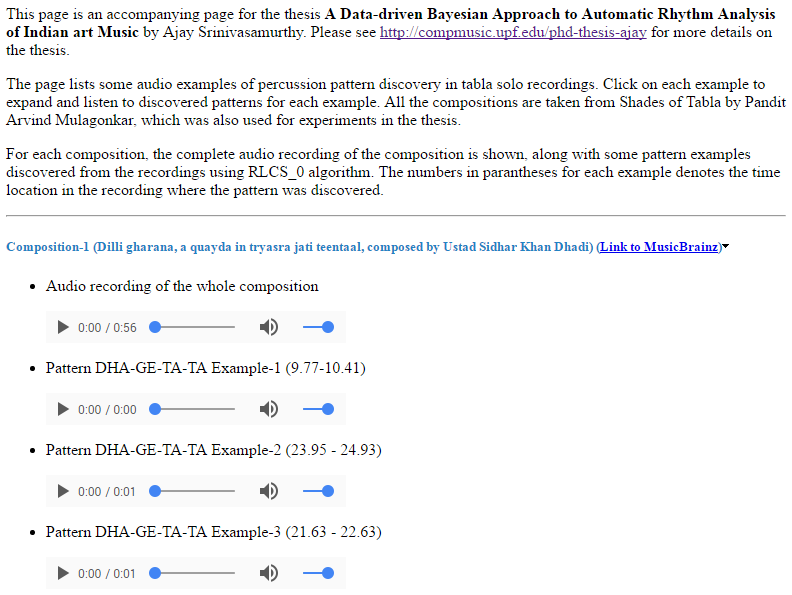 This page is an accompanying page for the thesis A Data-driven Bayesian Approach to Automatic Rhythm Analysis
of Indian art Music by Ajay Srinivasamurthy. Please see http://compmusic.upf.edu/phd-thesis-ajay for more details on
the thesis.
The page lists some audio examples of percussion pattern discovery in tabla solo recordings. Click on each example to
expand and listen to discovered patterns for each example. All the compositions are taken from Shades of Tabla by Pandit
Arvind Mulagonkar, which was also used for experiments in the thesis.
For each composition, the complete audio recording of the composition is shown, along with some pattern examples
discovered from the recordings using RLCS_0 algorithm. The numbers in parantheses for each example denotes the time
location in the recording where the pattern was discovered.
Composition-1 (Dilli gharana, a quayda in tryasra jati teentaal, composed by Ustad Sidhar Khan Dhadi) (Link to MusicBrainz)
• Audio recording of the whole composition
0:00 / 0:56
• Pattern DHA-GE-TA-TA Example-1 (9.77-10.41)
0:00 / 0:00
• Pattern DHA-GE-TA-TA Example-2 (23.95 - 24.93)
0:00 / 0:01
• Pattern DHA-GE-TA-TA Example-3 (21.63 - 22.63)
0:00 / 0:01